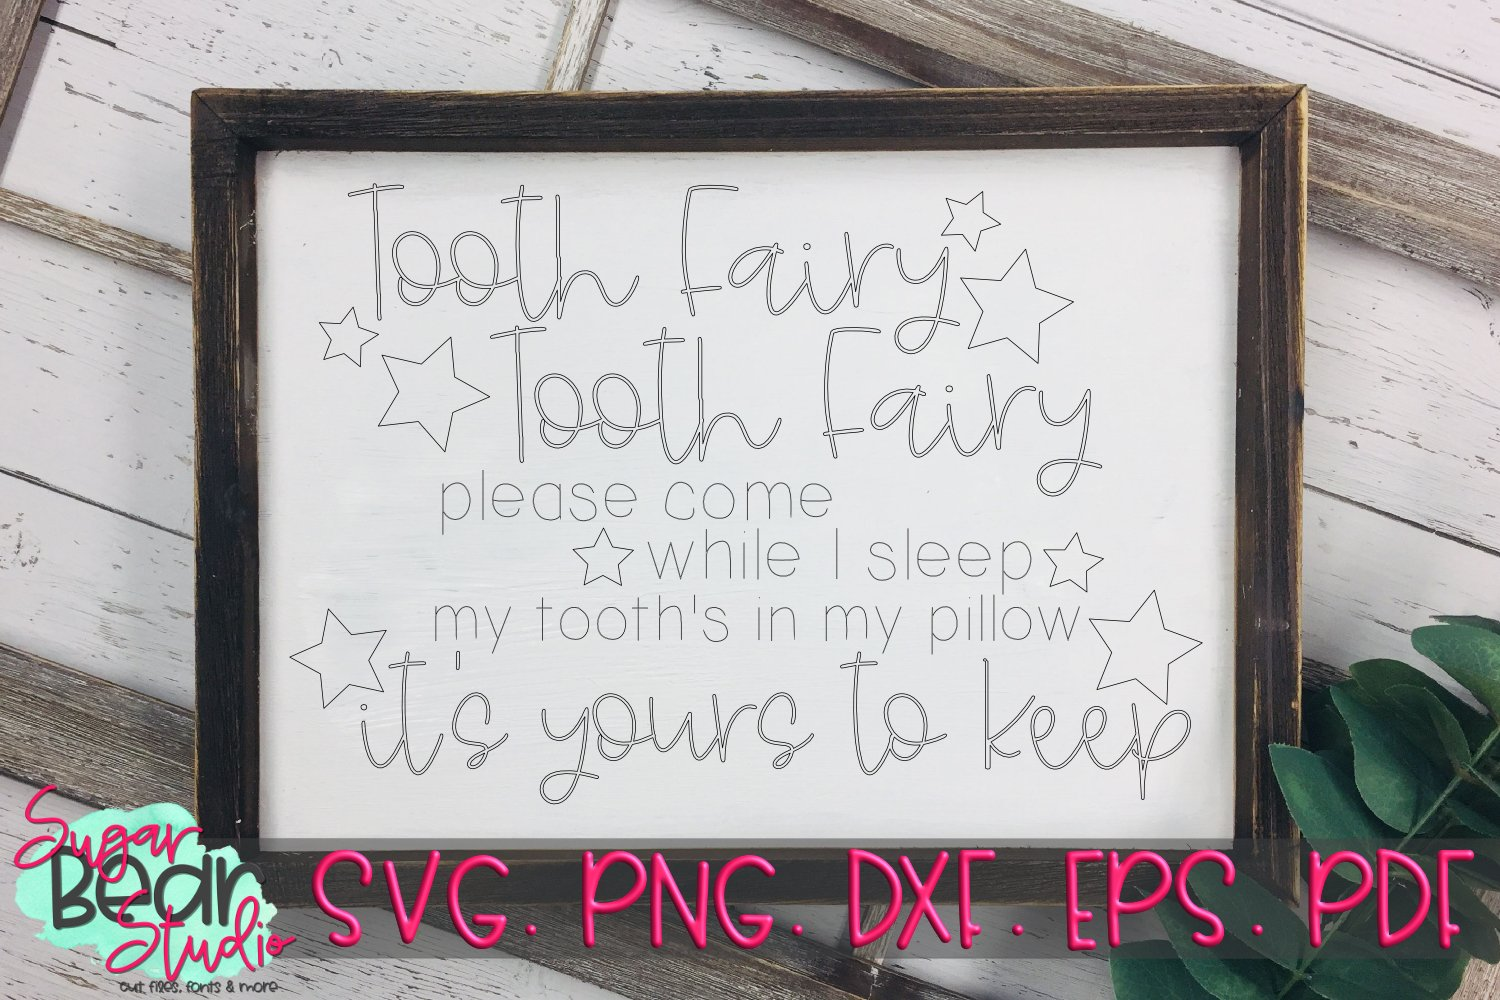 Tooth Fairy
Tooth Fairy
please come
while I sleep
my tooth's in my pillow
it's yours to keep
Sugar
Bear
Studio
cut files, fonts & more
SVG. PNG. DXF. EPS. PDF